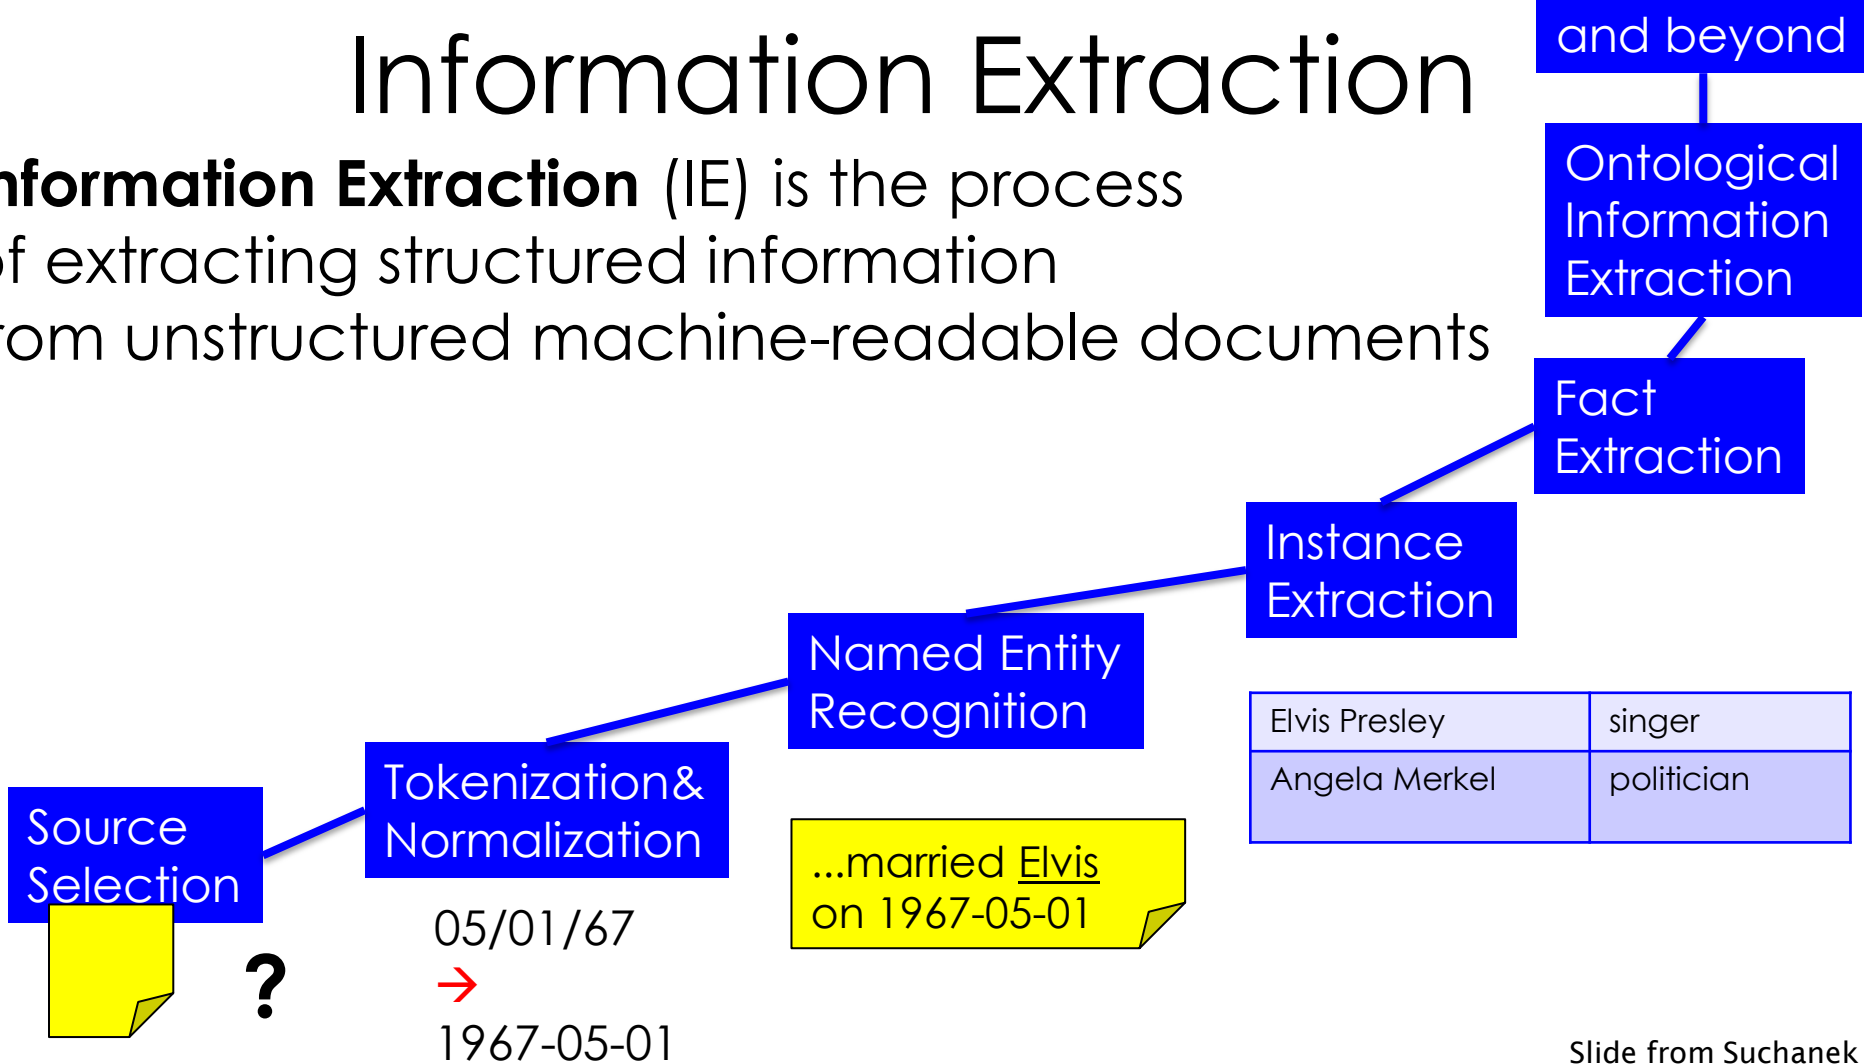 Information Extraction
and beyond
nformation Extraction (IE) is the process
of extracting structured information
rom unstructured machine-readable documents
Ontological
Information
Extraction
Fact
Extraction
Instance
Extraction
Named Entity
Recognition
Tokenization&
Normalization
Source
Selection
?
05/01/67
→
1967-05-01
...married Elvis
on 1967-05-01
Elvis Presley singer
Angela Merkel politician
Slide from Suchanek